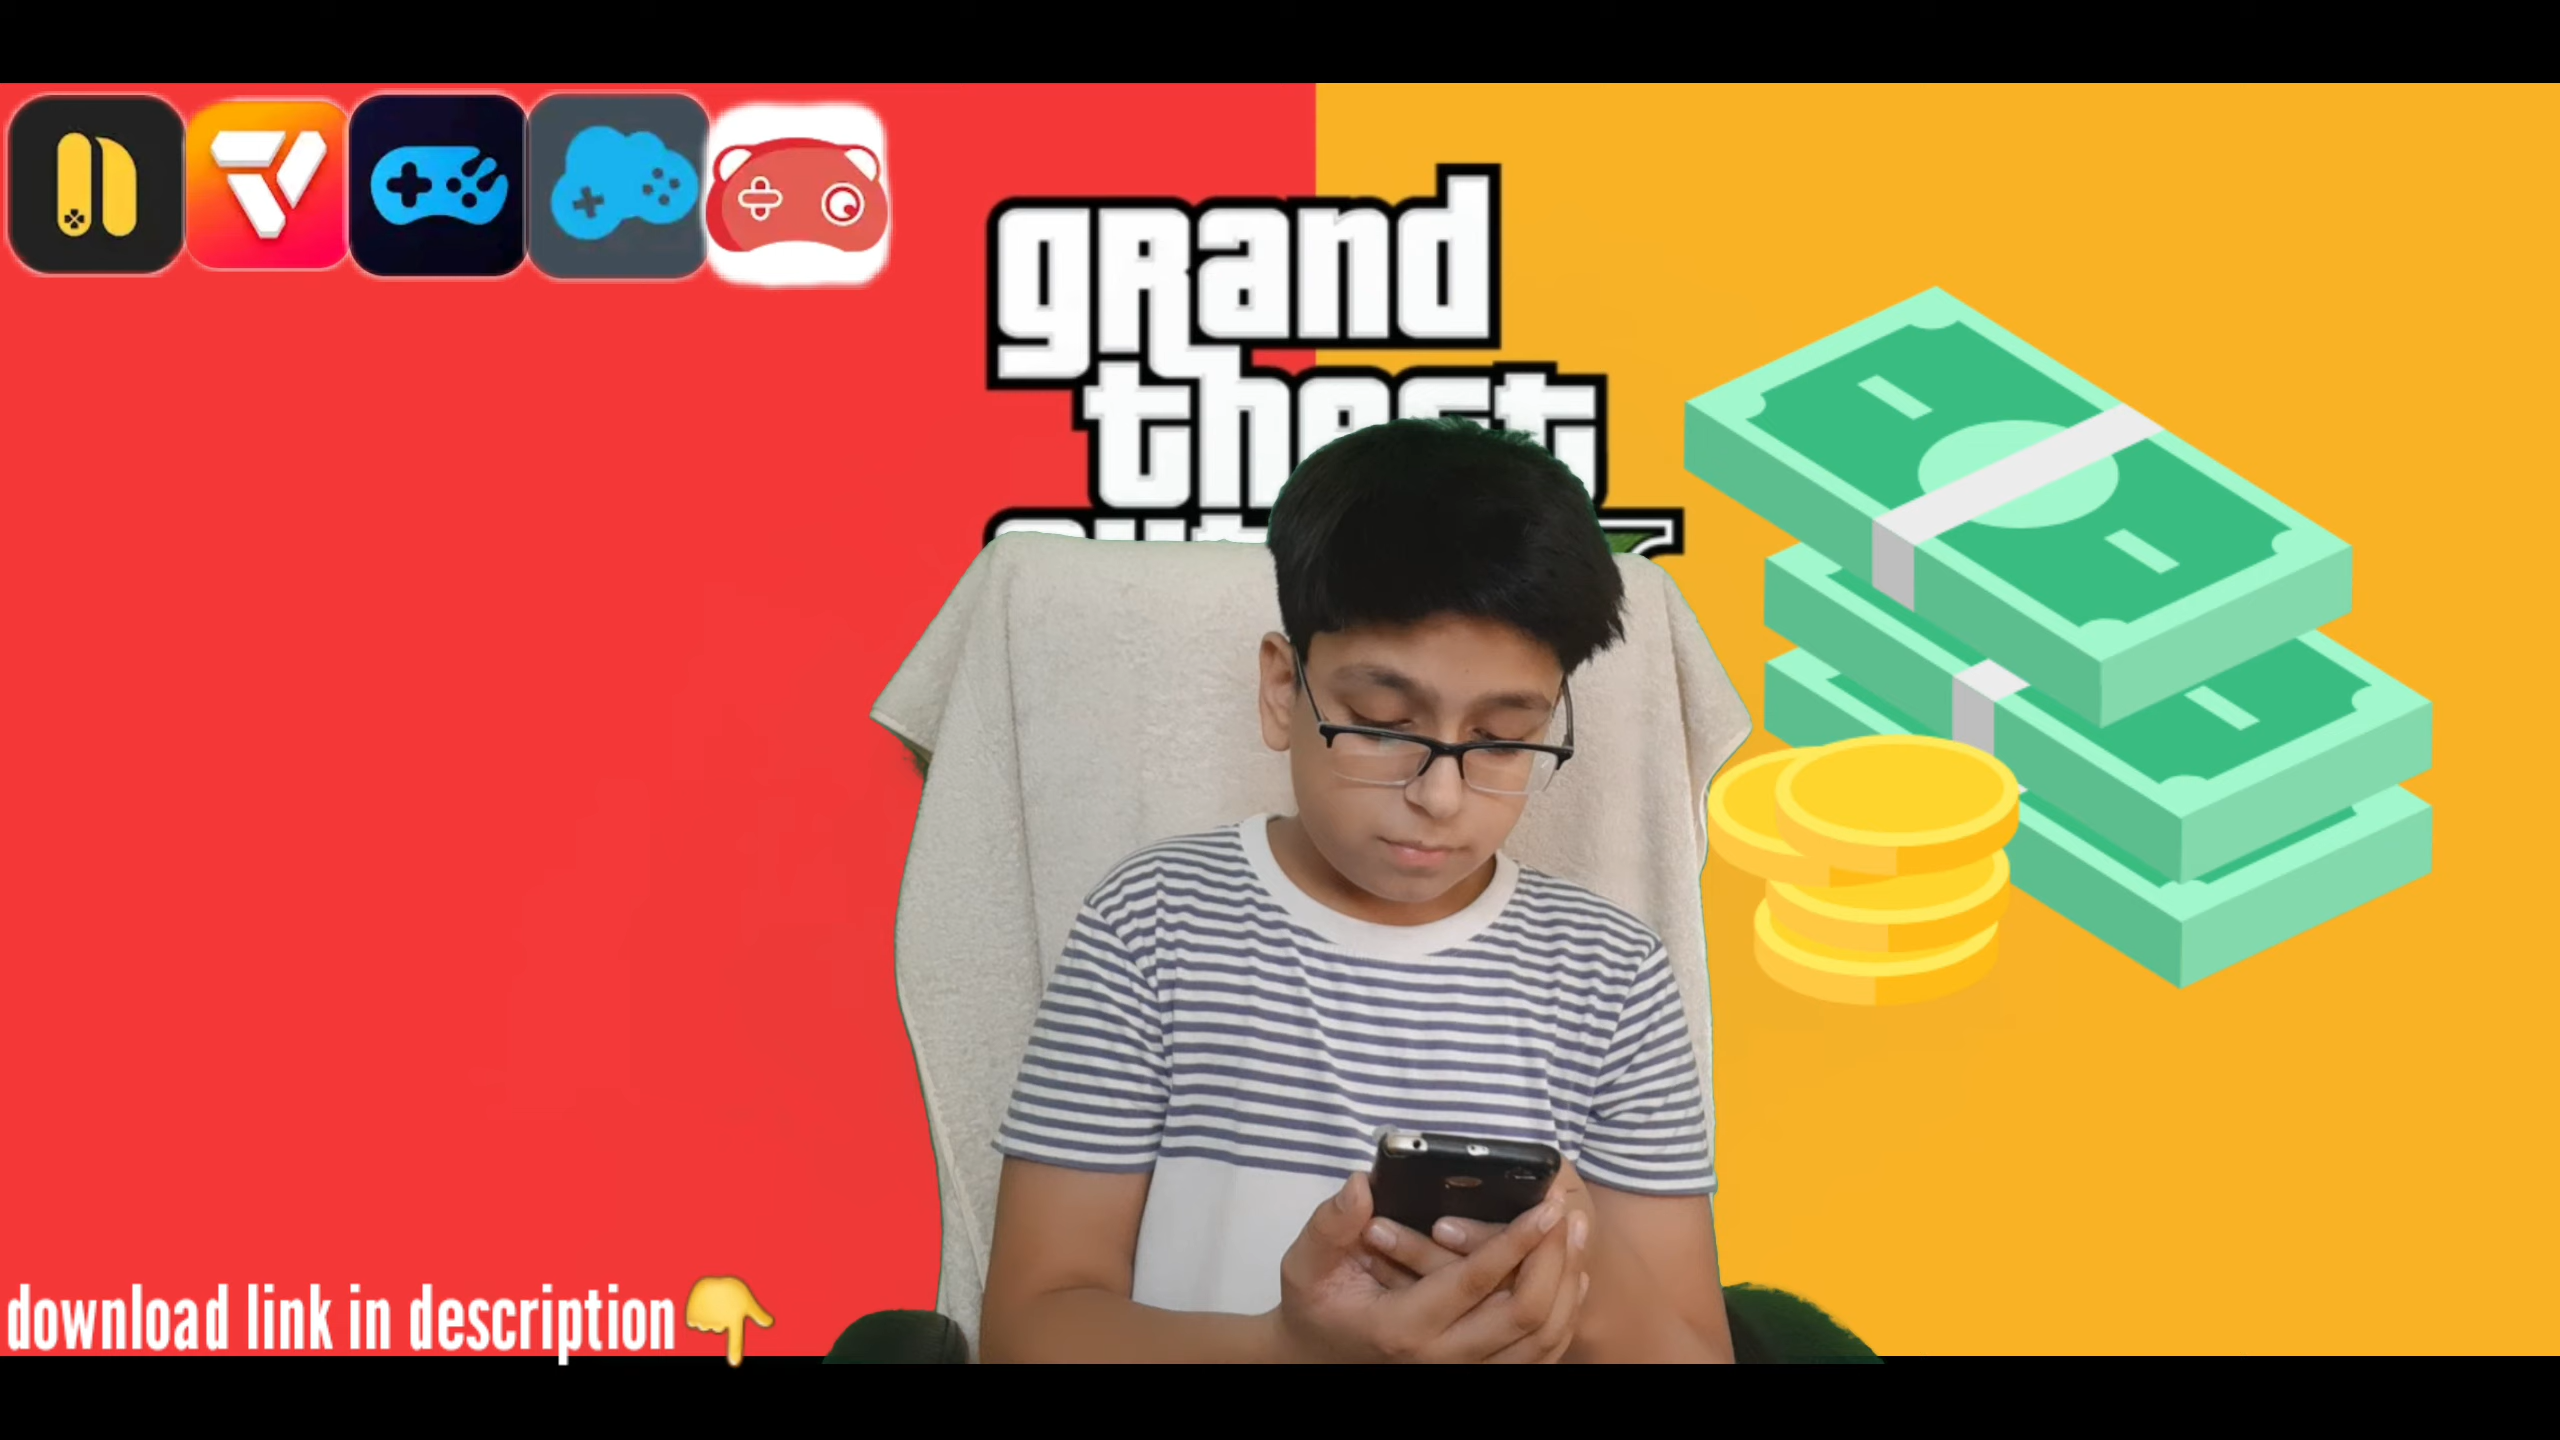 grand
theft
download link in description👇